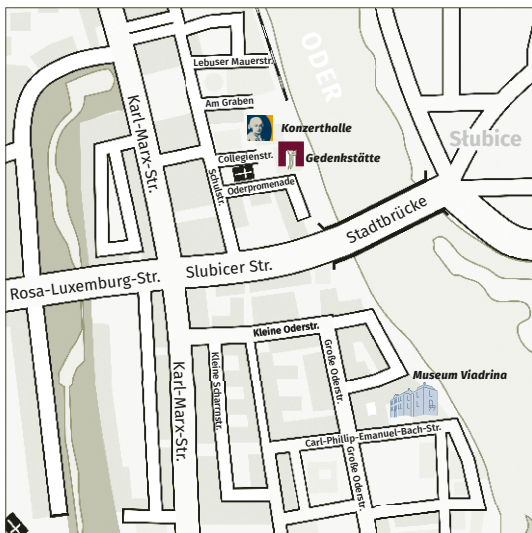 ODER
Lebuser Mauerstr.
Karl-Marx-Str.
Am Graben
Konzerthalle
Słubice
Collegienstr.
Gedenkstätte
Schulstr.
Oderpromenade
Stadtbrücke
Rosa-Luxemburg-Str.
Slubicer Str.
Kleine Oderstr.
Karl-Marx-Str.
Kleine Scharrnstr.
Große Oderstr.
Museum Viadrina
Carl-Phillip-Emanuel-Bach-Str.
Große Oderstr.